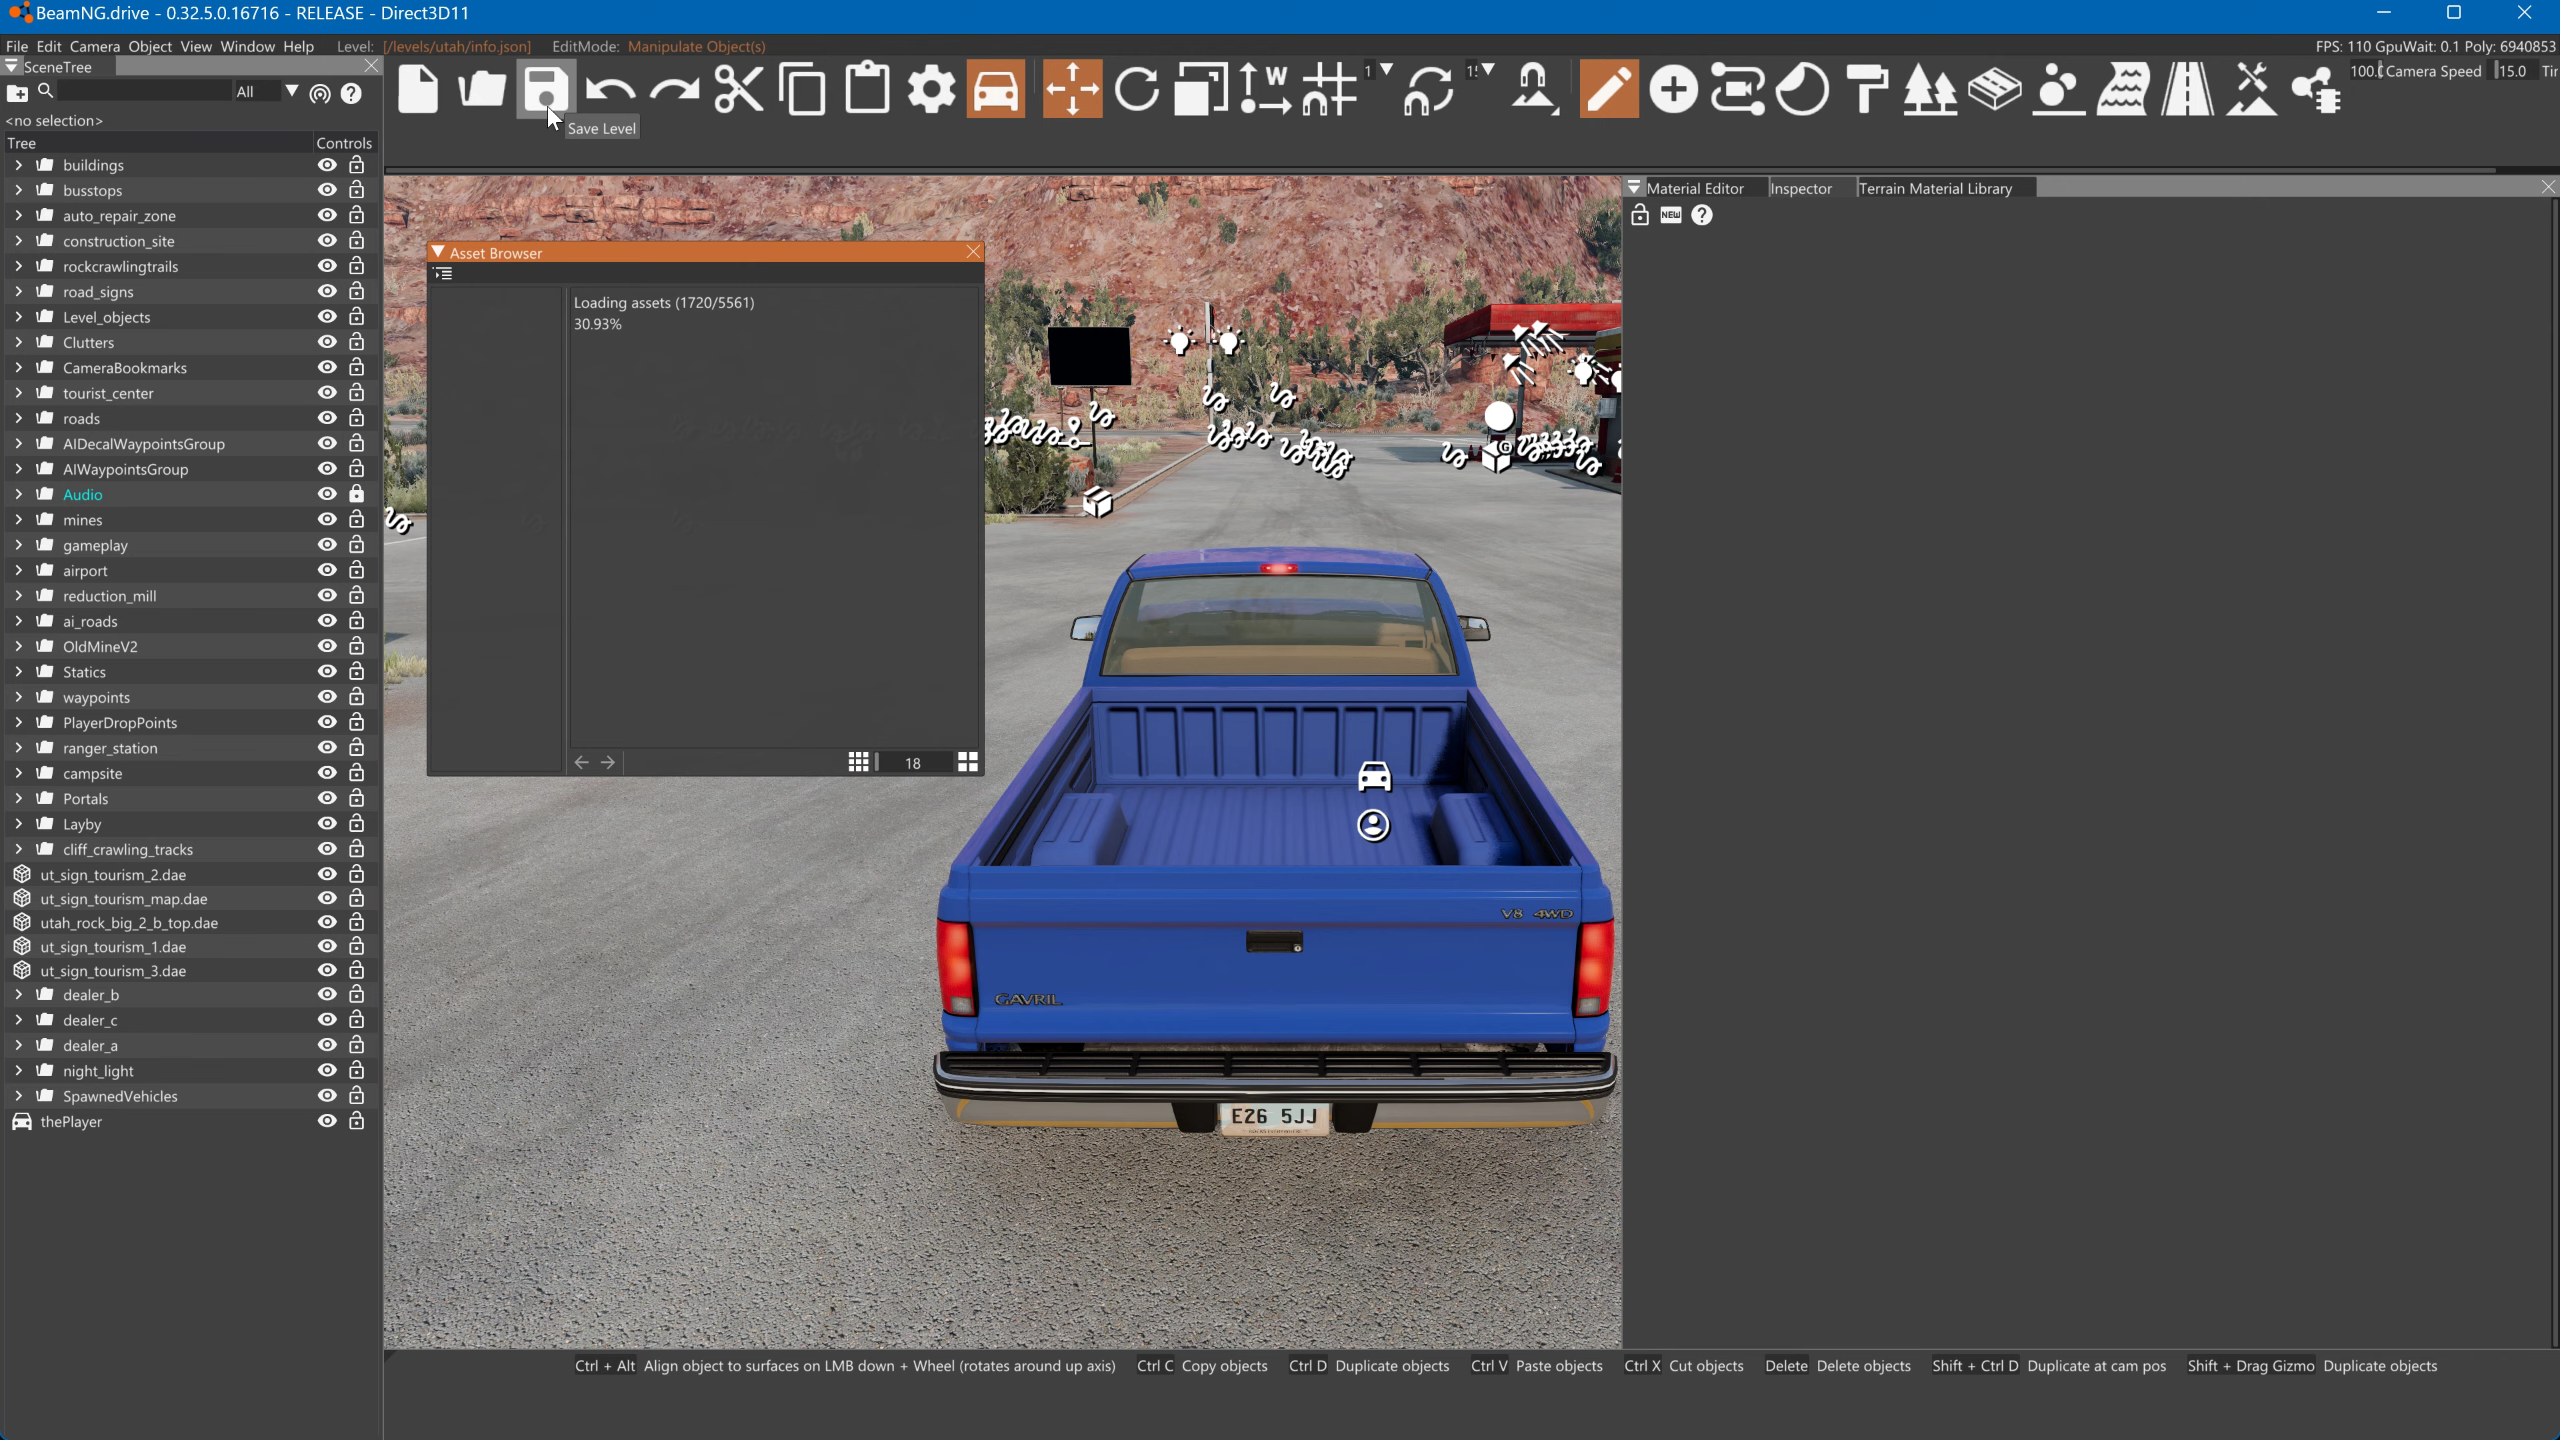 BeamNG.drive - 0.32.5.0.16716 - RELEASE - Direct3D11
File Edit Camera Object View Window Help Level: [/levels/utah/info.json] EditMode: Manipulate Object(s)
FPS: 110 GpuWait: 0.1 Poly: 6940853
SceneTree
All
<no selection>
Tree Controls
buildings
busstops
auto_repair_zone
construction_site
rockcrawlingtrails
road_signs
Level_objects
Clutters
CameraBookmarks
tourist_center
roads
AIDecalWaypointsGroup
AIWaypointsGroup
Audio
mines
gameplay
airport
reduction_mill
ai_roads
OldMineV2
Statics
waypoints
PlayerDropPoints
ranger_station
campsite
Portals
Layby
cliff_crawling_tracks
ut_sign_tourism_2.dae
ut_sign_tourism_map.dae
utah_rock_big_2_b_top.dae
ut_sign_tourism_1.dae
ut_sign_tourism_3.dae
dealer_b
dealer_c
dealer_a
night_light
SpawnedVehicles
thePlayer
W
1
100.
Camera Speed
15.0
Save Level
Asset Browser
Loading assets (1720/5561)
30.93%
18
Material Editor Inspector Terrain Material Library
NEW
V8 4WD
GAVRIL
E26 5JJ
Ctrl + Alt Align object to surfaces on LMB down + Wheel (rotates around up axis) Ctrl C Copy objects Ctrl D Duplicate objects Ctrl V Paste objects Ctrl X Cut objects Delete Delete objects Shift + Ctrl D Duplicate at cam pos Shift + Drag Gizmo Duplicate objects